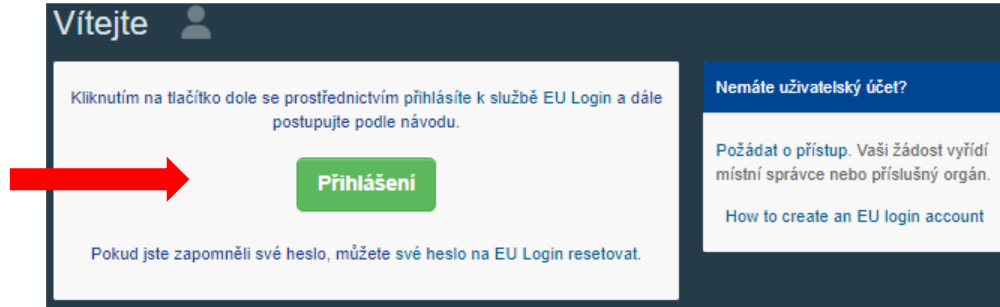 Vítejte
Kliknutím na tlačítko dole se prostřednictvím přihlásíte k službě EU Login a dále
postupujte podle návodu.
Přihlášení
Pokud jste zapomněli své heslo, můžete své heslo na EU Login resetovat.
Nemáte uživatelský účet?
Požádat o přístup. Vaši žádost vyřídí
místní správce nebo příslušný orgán.
How to create an EU login account